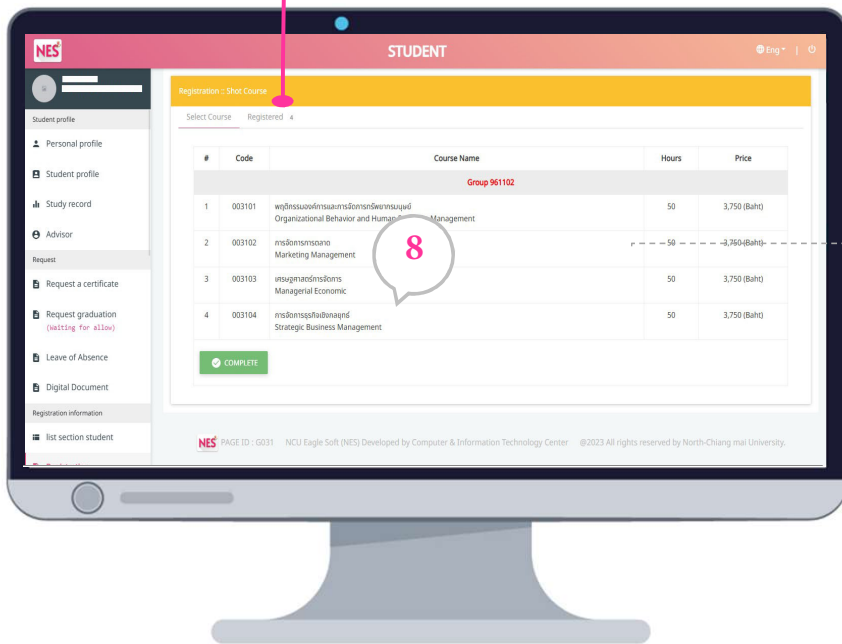 NES
STUDENT
Eng
Student profile
Personal profile
Student profile
Study record
Advisor
Request
Request a certificate
Request graduation
(Waiting for allow)
Leave of Absence
Digital Document
Registration information
list section student
Registration :: Shot Course
Select Course Registered 4
# Code Course Name Hours Price
Group 961102
1 003101 พฤติกรรมองค์การและการจัดการทรัพยากรมนุษย์ 50 3,750 (Baht)
Organizational Behavior and Human Management
2 003102 การจัดการการตลาด 50 3,750 (Baht)
Marketing Management
8
3 003103 เศรษฐศาสตร์การจัดการ 50 3,750 (Baht)
Managerial Economic
4 003104 การจัดการธุรกิจเชิงกลยุทธ์ 50 3,750 (Baht)
Strategic Business Management
COMPLETE
NES PAGE ID : G031 NCU Eagle Soft (NES) Developed by Computer & Information Technology Center @2023 All rights reserved by North-Chiang mai University.